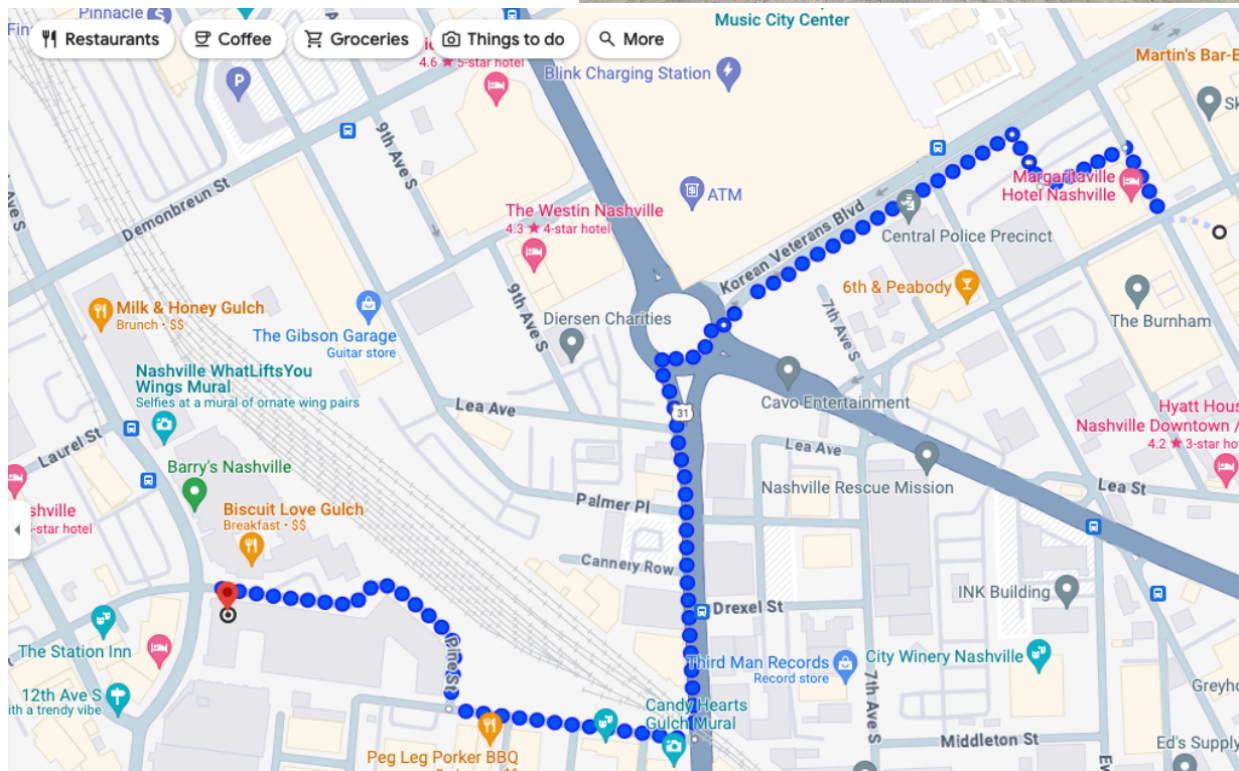 Pinnacle
Music City Center
Restaurants
Coffee
Groceries
Things to do
More
4.6 ★ 5-star hotel
Blink Charging Station
Martin's Bar-B
P
9th Ave S
Sk
Ave S
Demonbreun St
ATM
Margaritaville
Hotel Nashville
The Westin Nashville
4.3 ★ 4-star hotel
Korean Veterans Blvd
Central Police Precinct
Milk & Honey Gulch
Brunch • $$
The Gibson Garage
Guitar store
9th Ave S
Diersen Charities
7th Ave S
6th & Peabody
The Burnham
Nashville WhatLiftsYou
Wings Mural
Selfies at a mural of ornate wing pairs
Lea Ave
31
Cavo Entertainment
Hyatt Hous
Nashville Downtown /
4.2 ★ 3-star ho
Laurel St
Lea Ave
Barry's Nashville
Nashville Rescue Mission
Lea St
shville
-star hotel
Biscuit Love Gulch
Breakfast • $$
Palmer Pl
Cannery Row
INK Building
Drexel St
The Station Inn
Pine St
Third Man Records
Record store
City Winery Nashville
7th Ave S
12th Ave S
ith a trendy vibe
Candy Hearts
Gulch Mural
Greyho
Peg Leg Porker BBQ
Middleton St
Ed's Supply
Ev